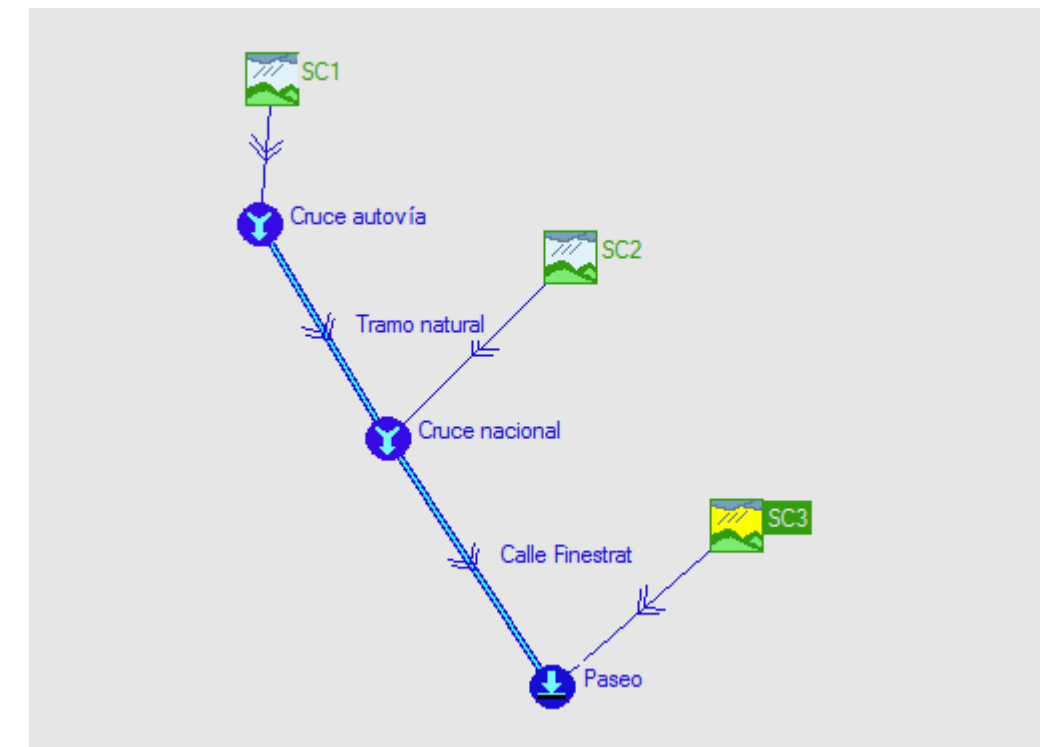 SC1
Cruce autovía
SC2
Tramo natural
Cruce nacional
SC3
Calle Finestrat
Paseo